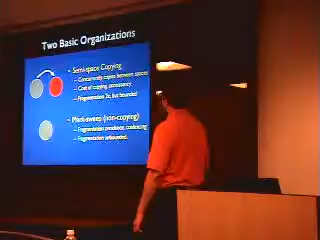 Two Basic Organizations
• Semi-space Copying
– Concurrently copies between spaces
– Cost of copying, consistency
– Fragmentation 2x, but bounded
• Mark-sweep (non-copying)
– Fragmentation avoidance, coalescing
– Fragmentation unbounded